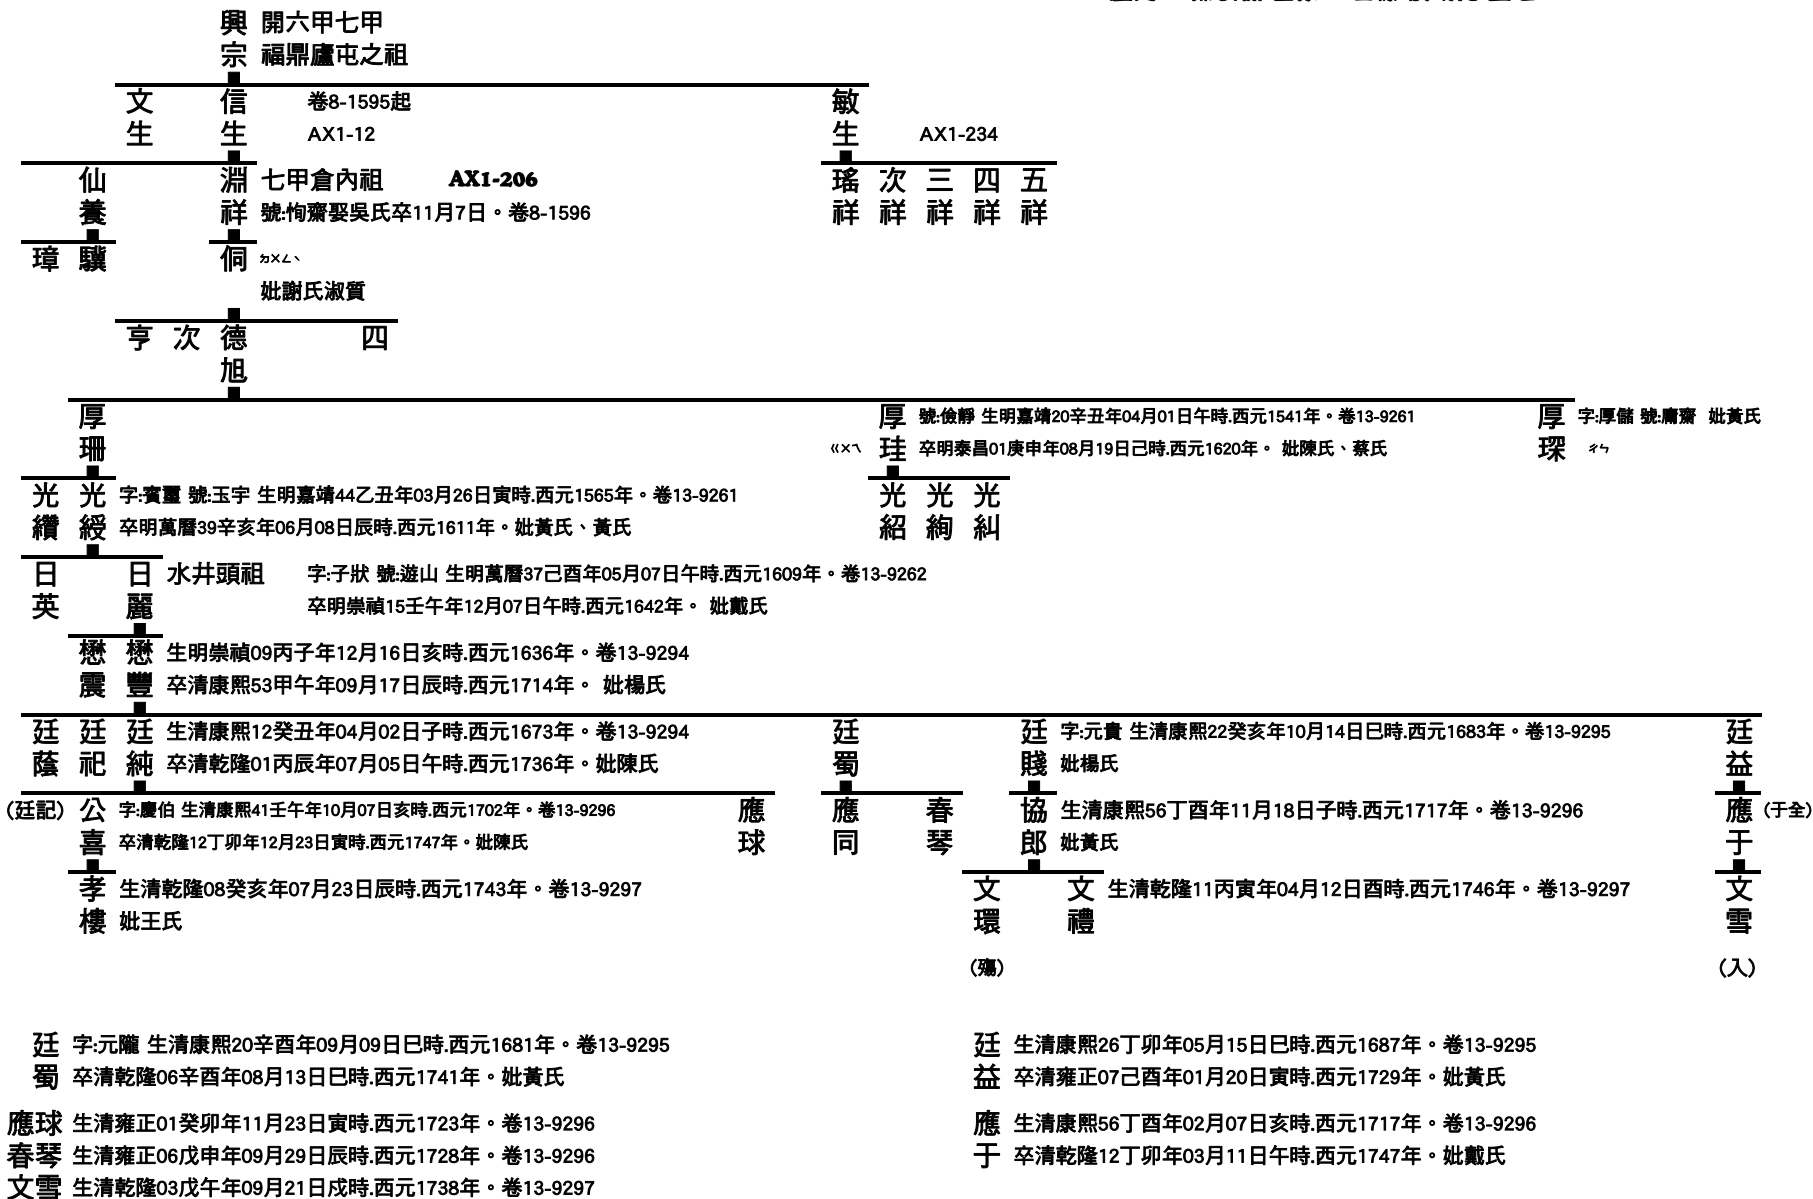 興宗 開六甲七甲
福鼎廬屯之祖
文生 信生 卷8-1595起 敏生
AX1-12 AX1-234
仙養 淵祥 七甲倉內祖 AX1-206 瑤祥 次祥 三祥 四祥 五祥
號:恂齋娶吳氏卒11月7日。卷8-1596
璋 驥 侗 ㄉㄨㄥˋ
妣謝氏淑質
亨 次 德旭 四
厚珊 厚珪 ㄍㄨㄟ 號:儉靜 生明嘉靖20辛丑年04月01日午時.西元1541年。卷13-9261
卒明泰昌01庚申年08月19日己時.西元1620年。 妣陳氏、蔡氏
厚琛 ㄔㄣ 字:厚儲 號:庸齋 妣黃氏
光纘 光綬 字:賓璽 號:玉宇 生明嘉靖44乙丑年03月26日寅時.西元1565年。卷13-9261
卒明萬曆39辛亥年06月08日辰時.西元1611年。妣黃氏、黃氏
光紹 光絢 光糾
日英 日麗 水井頭祖 字:子狀 號:遊山 生明萬曆37己酉年05月07日午時.西元1609年。卷13-9262
卒明崇禎15壬午年12月07日午時.西元1642年。 妣戴氏
懋震 懋豐 生明崇禎09丙子年12月16日亥時.西元1636年。卷13-9294
卒清康熙53甲午年09月17日辰時.西元1714年。 妣楊氏
廷蔭 廷祀 廷純 生清康熙12癸丑年04月02日子時.西元1673年。卷13-9294
卒清乾隆01丙辰年07月05日午時.西元1736年。妣陳氏
廷蜀 廷賤 字:元貴 生清康熙22癸亥年10月14日巳時.西元1683年。卷13-9295
妣楊氏
廷益
(廷記) 公喜 字:慶伯 生清康熙41壬午年10月07日亥時.西元1702年。卷13-9296
卒清乾隆12丁卯年12月23日寅時.西元1747年。妣陳氏
應球 應同 春琴 協郎 生清康熙56丁酉年11月18日子時.西元1717年。卷13-9296
妣黃氏
應于 (于全)
孝樓 生清乾隆08癸亥年07月23日辰時.西元1743年。卷13-9297
妣王氏
文環 文禮 生清乾隆11丙寅年04月12日酉時.西元1746年。卷13-9297
文雪
(殤) (入)
廷蜀 字:元隴 生清康熙20辛酉年09月09日巳時.西元1681年。卷13-9295
卒清乾隆06辛酉年08月13日巳時.西元1741年。妣黃氏
廷益 生清康熙26丁卯年05月15日巳時.西元1687年。卷13-9295
卒清雍正07己酉年01月20日寅時.西元1729年。妣黃氏
應球 生清雍正01癸卯年11月23日寅時.西元1723年。卷13-9296
春琴 生清雍正06戊申年09月29日辰時.西元1728年。卷13-9296
文雪 生清乾隆03戊午年09月21日戍時.西元1738年。卷13-9297
應于 生清康熙56丁酉年02月07日亥時.西元1717年。卷13-9296
卒清乾隆12丁卯年03月11日午時.西元1747年。妣戴氏